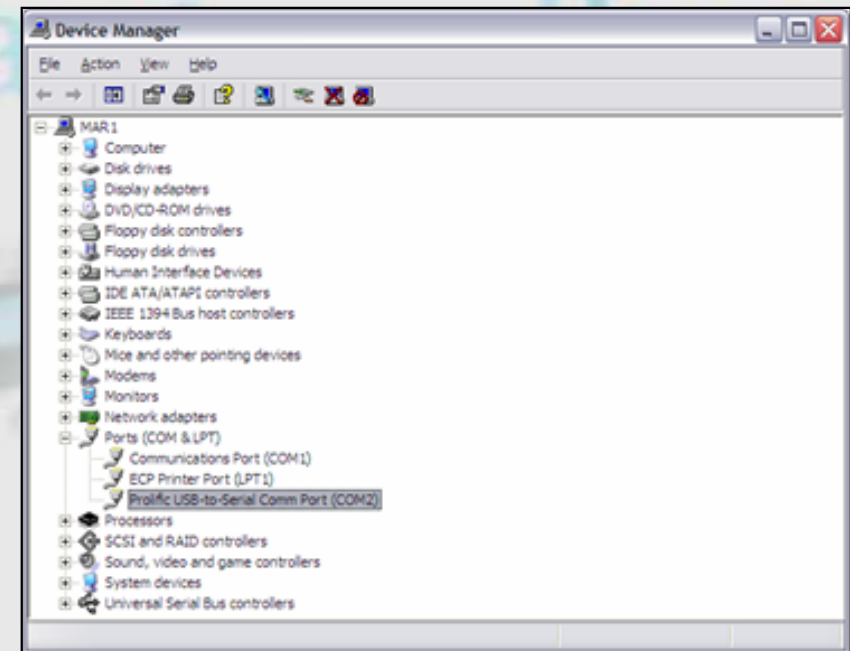 Device Manager
File Action View Help
MAR1
Computer
Disk drives
Display adapters
DVD/CD-ROM drives
Floppy disk controllers
Floppy disk drives
Human Interface Devices
IDE ATA/ATAPI controllers
IEEE 1394 Bus host controllers
Keyboards
Mice and other pointing devices
Modems
Monitors
Network adapters
Ports (COM & LPT)
Communications Port (COM1)
ECP Printer Port (LPT1)
Prolific USB-to-Serial Comm Port (COM2)
Processors
SCSI and RAID controllers
Sound, video and game controllers
System devices
Universal Serial Bus controllers